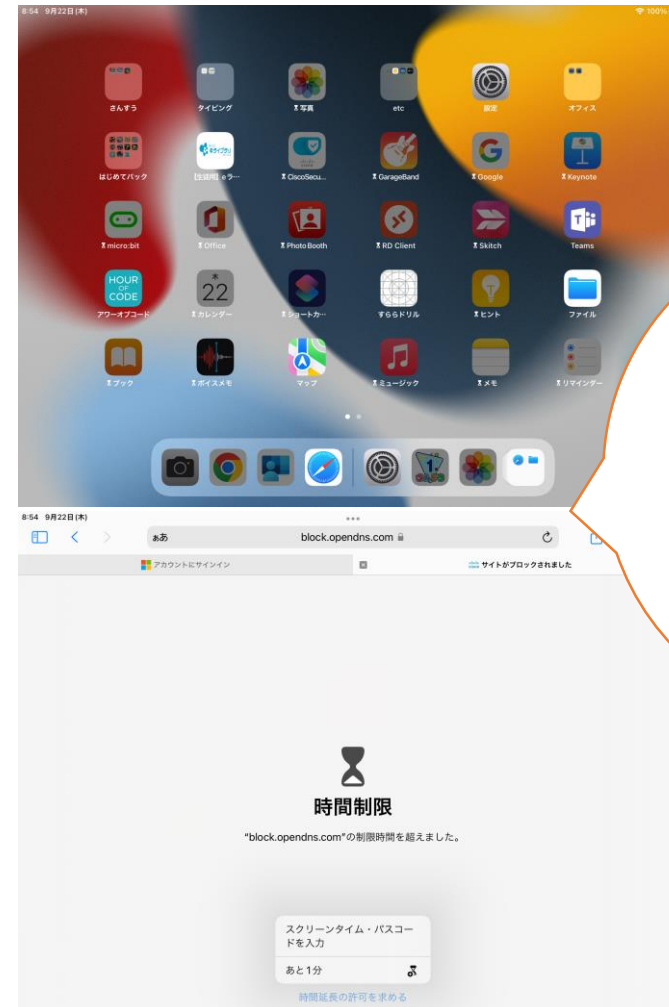 8:54 9月22日(木)
100%
さんすう
タイピング
写真
etc
設定
オフィス
はじめてパック
[生徒用] eラ…
CiscoSecu...
GarageBand
Google
Keynote
micro:bit
Office
Photo Booth
RD Client
Skitch
Teams
HOUR
OF
CODE
木
22
アワーオブコード
カレンダー
ショートカ…
すららドリル
ヒント
ファイル
ブック
ボイスメモ
マップ
ミュージック
メモ
リマインダー
8:54 9月22日(木)
ぁあ
block.opendns.com
アカウントにサインイン
サイトがブロックされました
時間制限
"block.opendns.com"の制限時間を超えました。
スクリーンタイム・パスコー
ドを入力
あと1分
時間延長の許可を求める